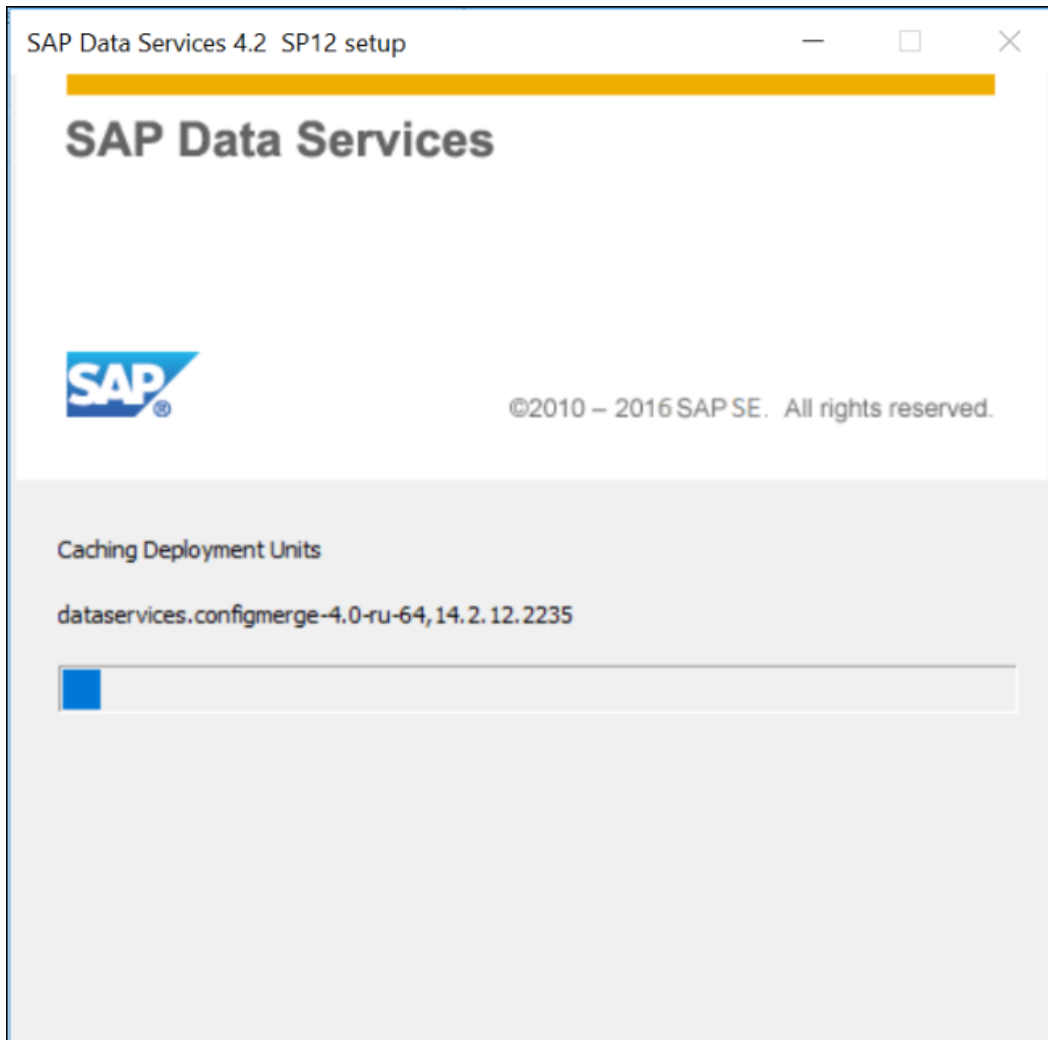 SAP Data Services 4.2  SP12 setup
SAP Data Services
SAP®
©2010 – 2016 SAP SE.  All rights reserved.
Caching Deployment Units
dataservices.configmerge-4.0-ru-64,14.2.12.2235